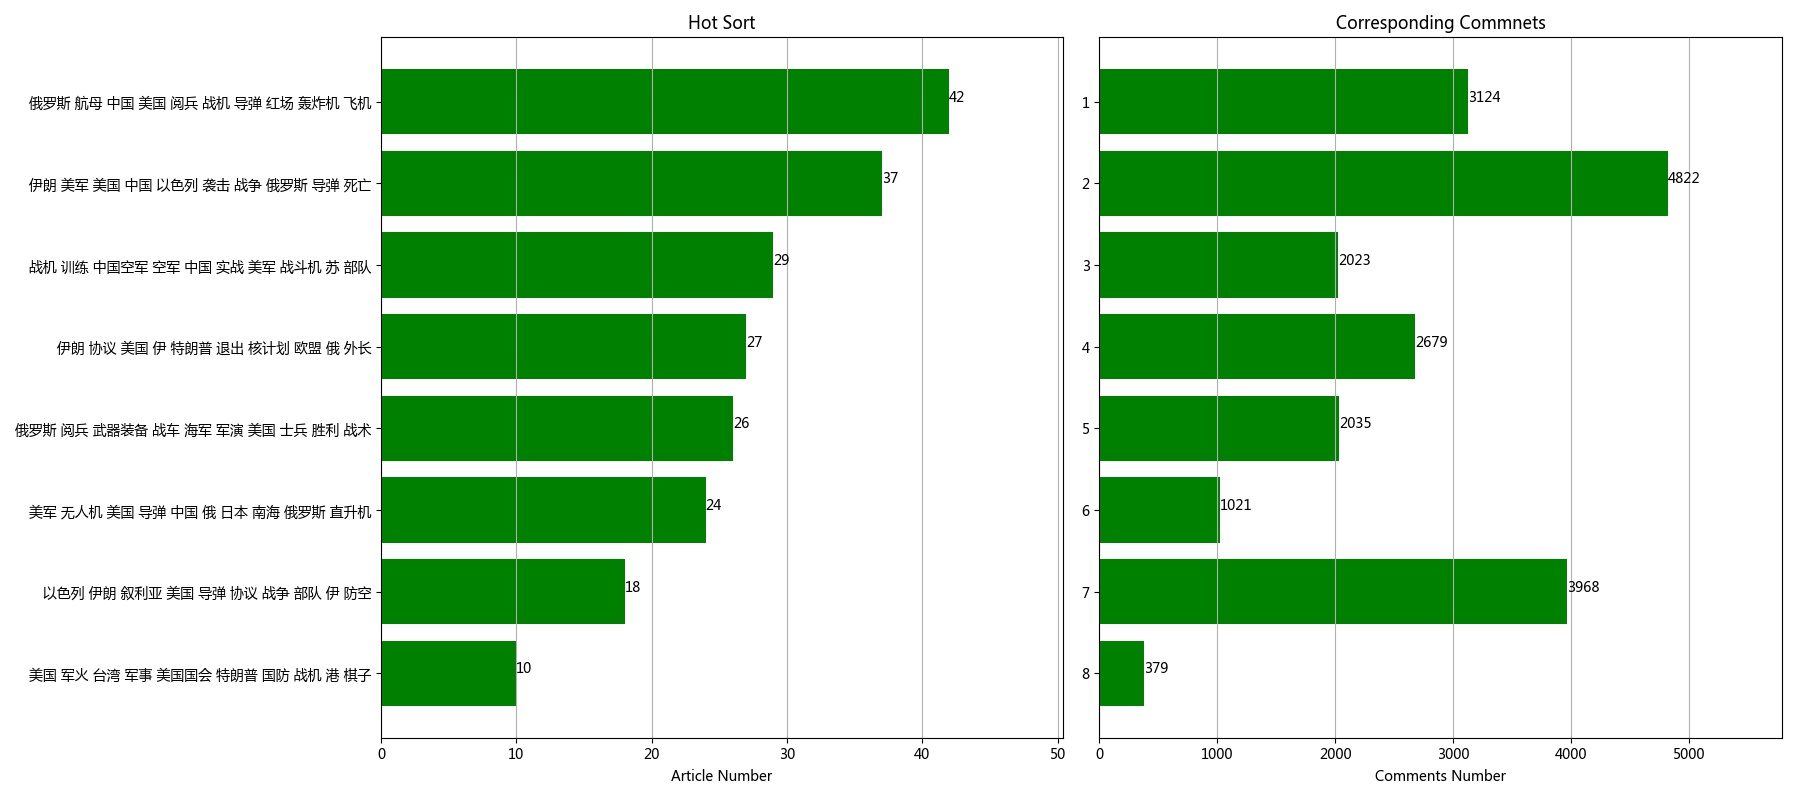 Hot Sort
俄罗斯 航母 中国 美国 阅兵 战机 导弹 红场 轰炸机 飞机
42
伊朗 美军 美国 中国 以色列 袭击 战争 俄罗斯 导弹 死亡
37
战机 训练 中国空军 空军 中国 实战 美军 战斗机 苏 部队
29
伊朗 协议 美国 伊 特朗普 退出 核计划 欧盟 俄 外长
27
俄罗斯 阅兵 武器装备 战车 海军 军演 美国 士兵 胜利 战术
26
美军 无人机 美国 导弹 中国 俄 日本 南海 俄罗斯 直升机
24
以色列 伊朗 叙利亚 美国 导弹 协议 战争 部队 伊 防空
18
美国 军火 台湾 军事 美国国会 特朗普 国防 战机 港 棋子
10
0 10 20 30 40 50
Article Number
Corresponding Commnets
1 3124
2 4822
3 2023
4 2679
5 2035
6 1021
7 3968
8 379
0 1000 2000 3000 4000 5000
Comments Number